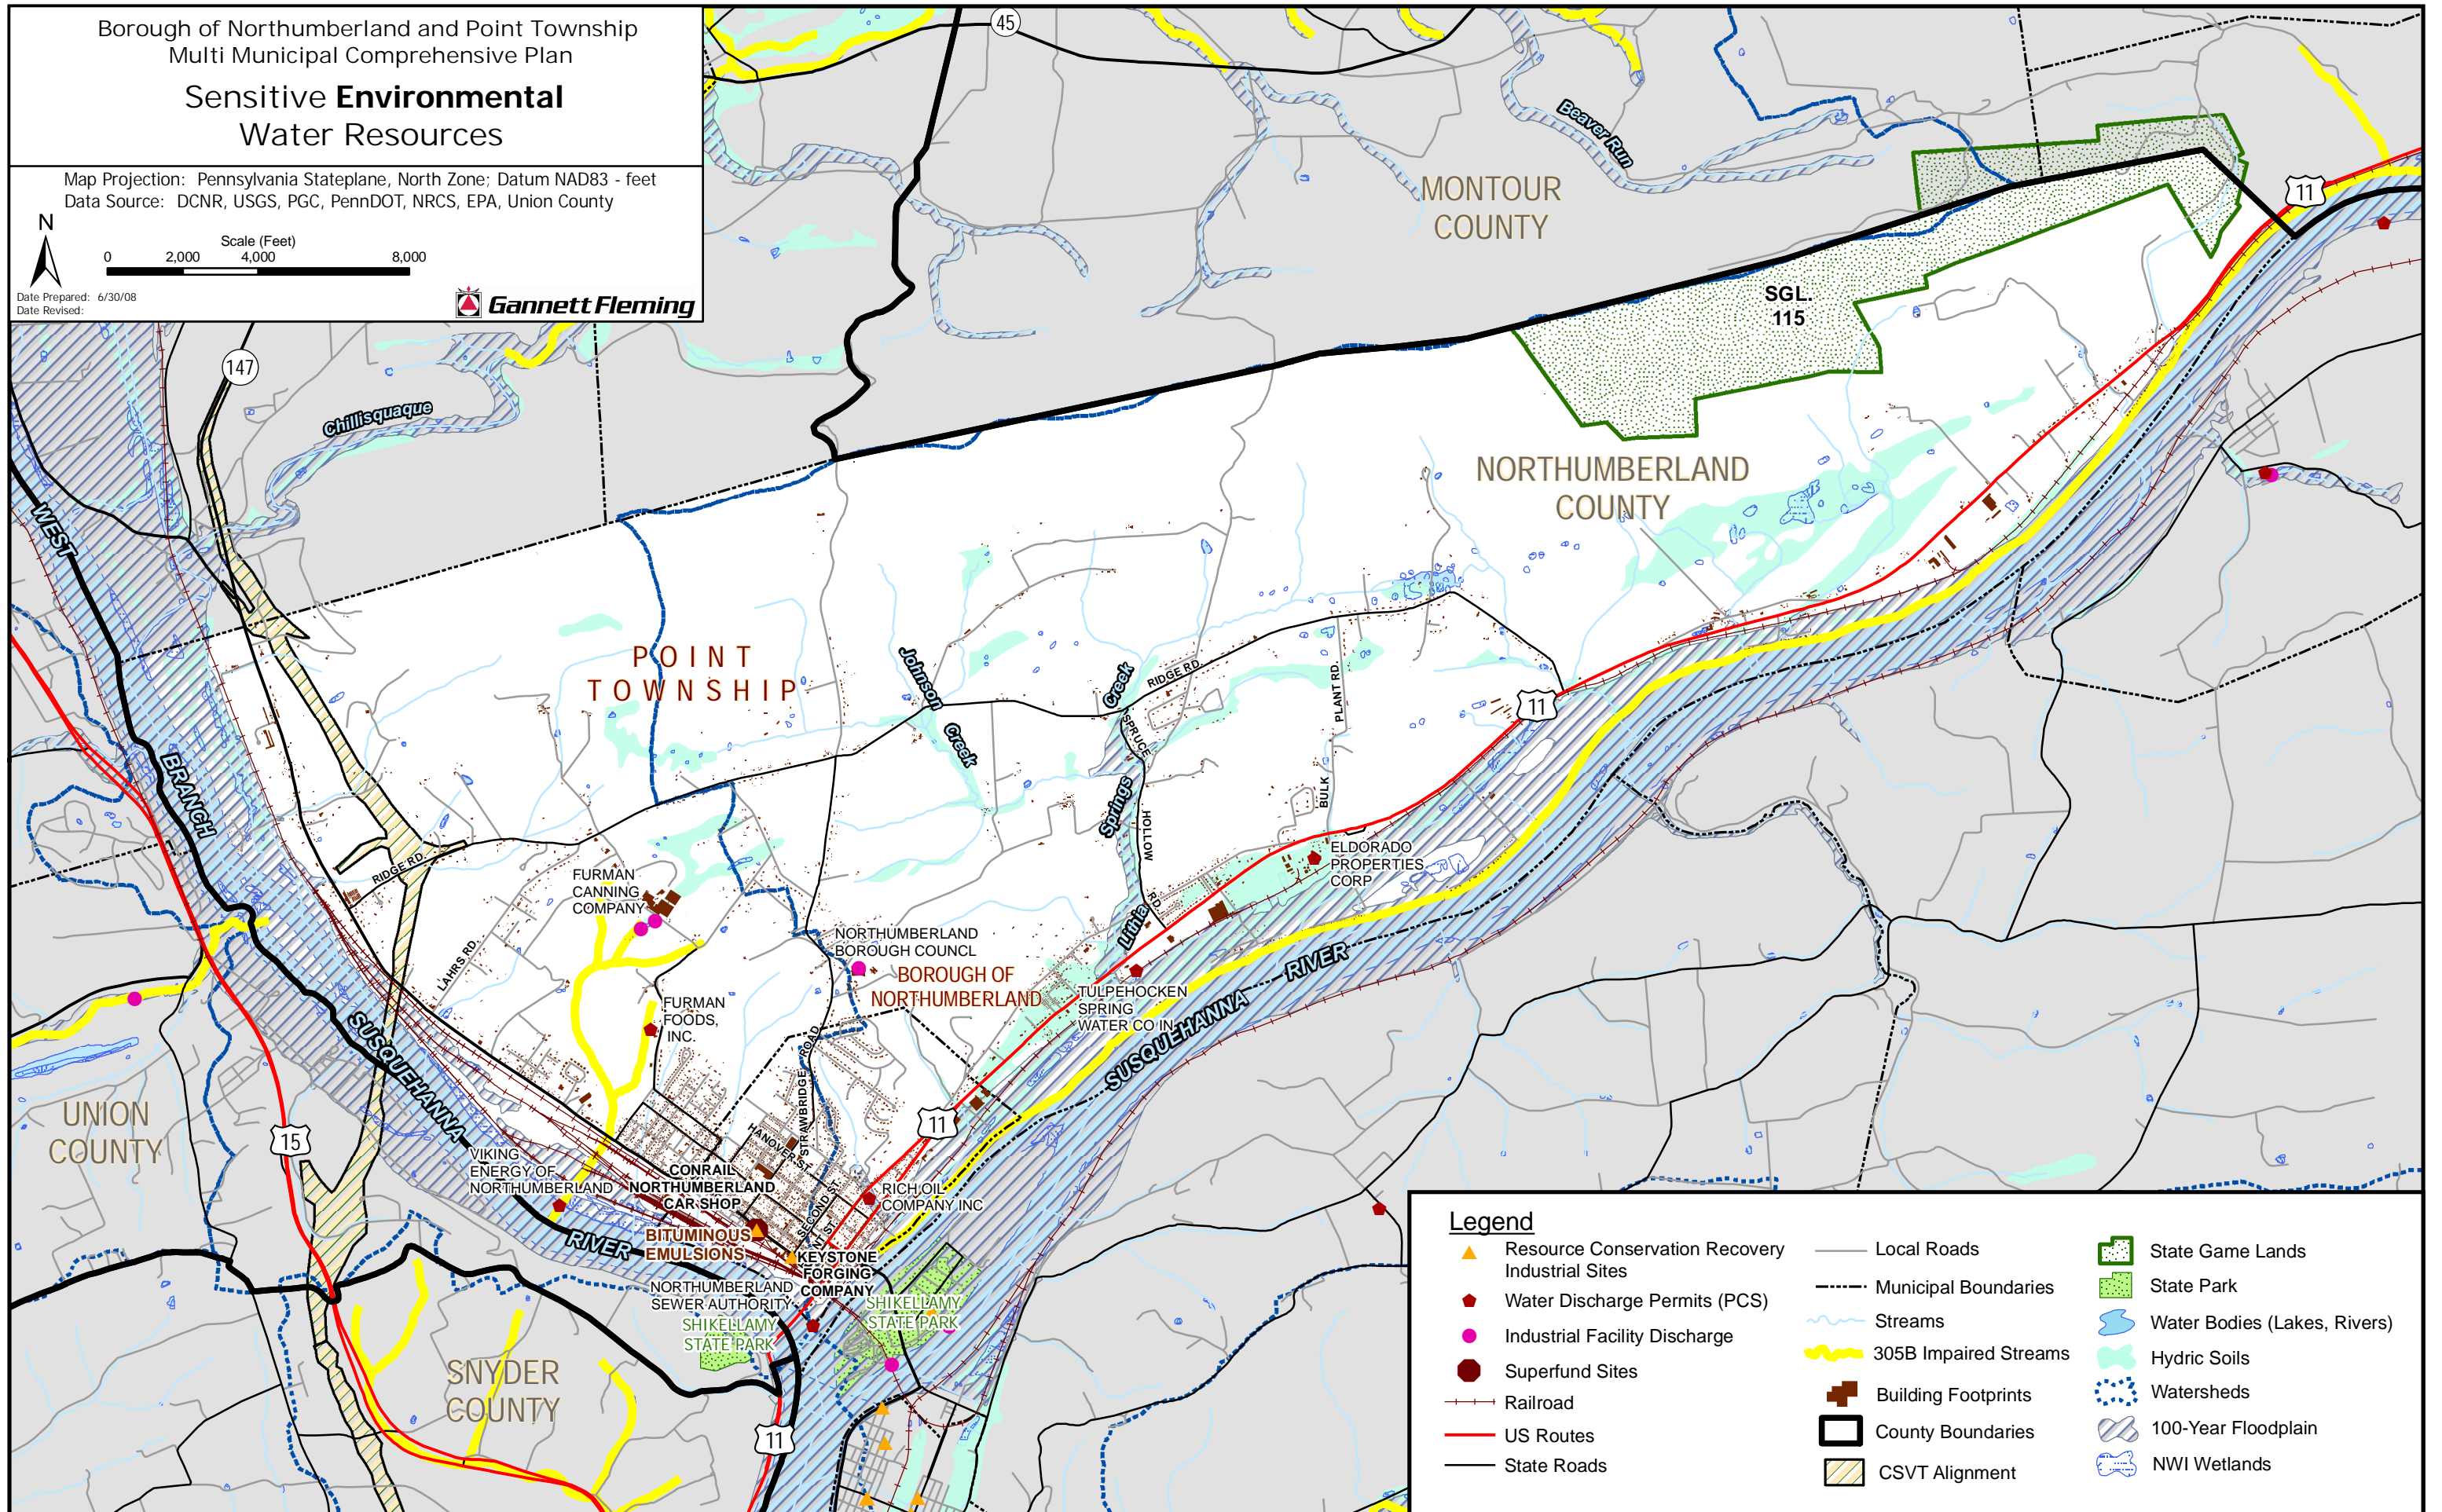 Borough of Northumberland and Point Township
Multi Municipal Comprehensive Plan
Sensitive Environmental
Water Resources
Map Projection: Pennsylvania Stateplane, North Zone; Datum NAD83 - feet
Data Source: DCNR, USGS, PGC, PennDOT, NRCS, EPA, Union County
N
Scale (Feet)
0 2,000 4,000 8,000
Date Prepared: 6/30/08
Date Revised:
Gannett Fleming
45
Beaver Run
MONTOUR
COUNTY
11
SGL.
115
147
Chillisquaque
NORTHUMBERLAND
COUNTY
WEST
BRANCH
SUSQUEHANNA
RIVER
POINT
TOWNSHIP
Johnson
Creek
Creek
RIDGE RD.
SPRUCE
HOLLOW
RD.
Springs
Lithia
PLANT RD.
BULK
11
RIDGE RD.
LAHRS RD.
FURMAN
CANNING
COMPANY
ELDORADO
PROPERTIES
CORP
NORTHUMBERLAND
BOROUGH COUNCL
BOROUGH OF
NORTHUMBERLAND
FURMAN
FOODS,
INC.
TULPEHOCKEN
SPRING
WATER CO IN
SUSQUEHANNA
RIVER
STRAWBRIDGE ROAD
HANOVER ST.
11
UNION
COUNTY
15
VIKING
ENERGY OF
NORTHUMBERLAND
CONRAIL
NORTHUMBERLAND
CAR SHOP
SECOND ST.
RICH OIL
COMPANY INC
BITUMINOUS
EMULSIONS
KEYSTONE
FORGING
COMPANY
NORTHUMBERLAND
SEWER AUTHORITY
SHIKELLAMY
STATE PARK
SHIKELLAMY
STATE PARK
SNYDER
COUNTY
11
Legend
Resource Conservation Recovery
Industrial Sites
Water Discharge Permits (PCS)
Industrial Facility Discharge
Superfund Sites
Railroad
US Routes
State Roads
Local Roads
Municipal Boundaries
Streams
305B Impaired Streams
Building Footprints
County Boundaries
CSVT Alignment
State Game Lands
State Park
Water Bodies (Lakes, Rivers)
Hydric Soils
Watersheds
100-Year Floodplain
NWI Wetlands